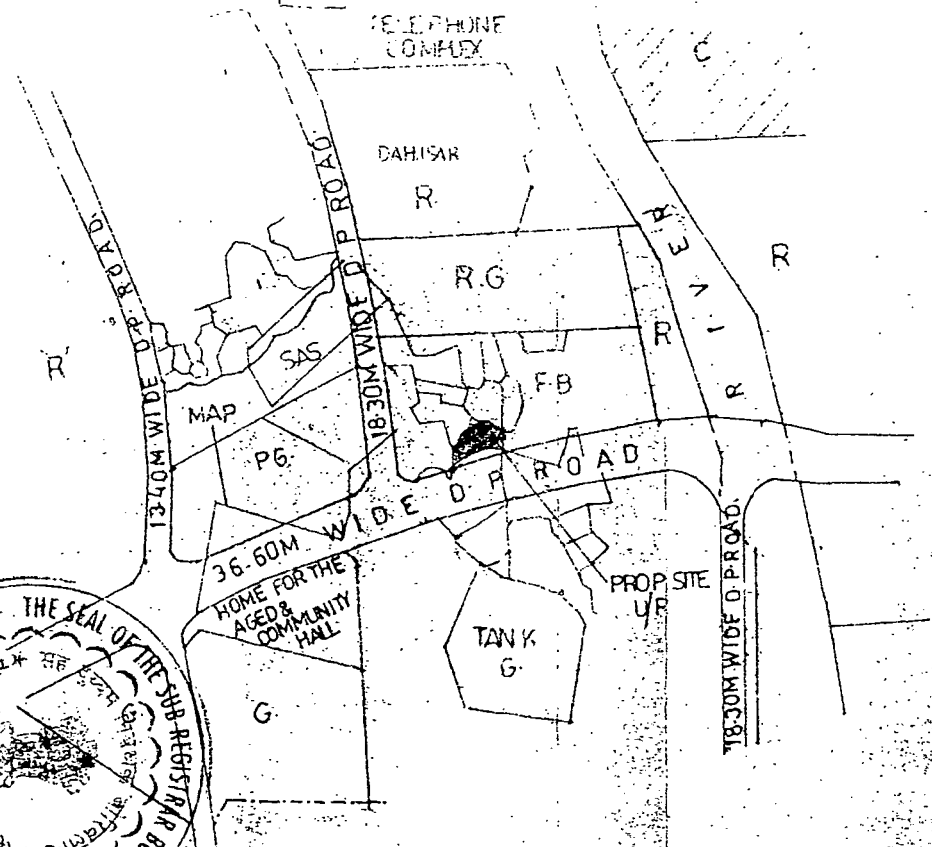 TELEPHONE
COMPLEX
C
DAHISAR
R
R.G
R
RIVER
R
R
13.40M WIDE D.P. ROAD.
18.30M WIDE D P ROAD.
SAS
MAP
P.G.
F-B
36.60M WIDE D P ROAD
HOME FOR THE
AGED &
COMMUNITY
HALL
PROP. SITE
U/R
TANK
G.
G.
18.30M WIDE D.P.ROAD.
THE SEAL OF THE SUB REGISTRAR